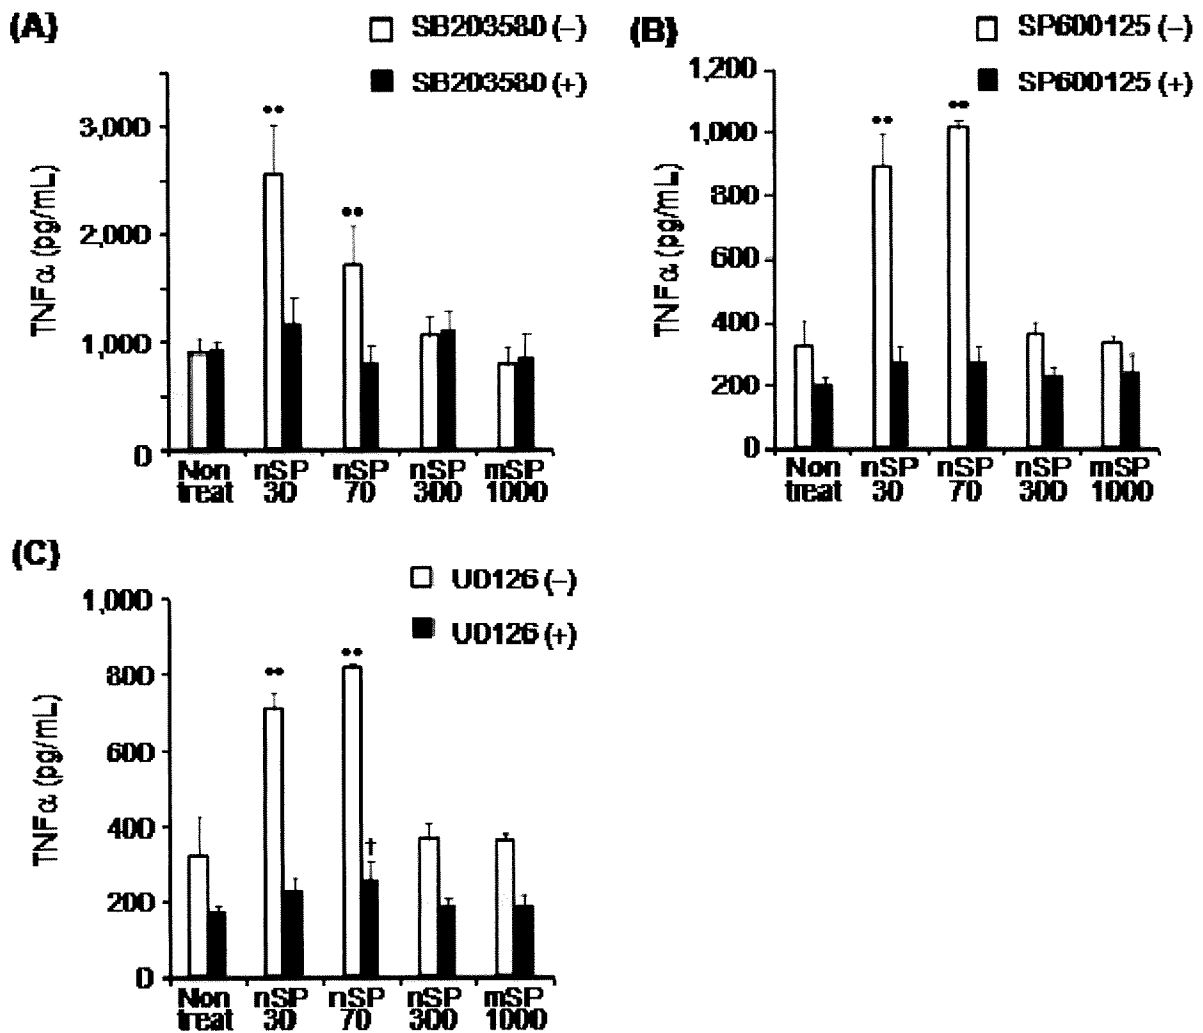 (A)
SB203580 (−)
SB203580 (+)
TNFα (pg/mL)
3,000
2,000
1,000
0
••
••
Non treat
nSP 30
nSP 70
nSP 300
mSP 1000
(B)
SP600125 (−)
SP600125 (+)
TNFα (pg/mL)
1,200
1,000
800
600
400
200
0
••
••
Non treat
nSP 30
nSP 70
nSP 300
mSP 1000
(C)
U0126 (−)
U0126 (+)
TNFα (pg/mL)
1,000
800
600
400
200
0
••
••
†
Non treat
nSP 30
nSP 70
nSP 300
mSP 1000